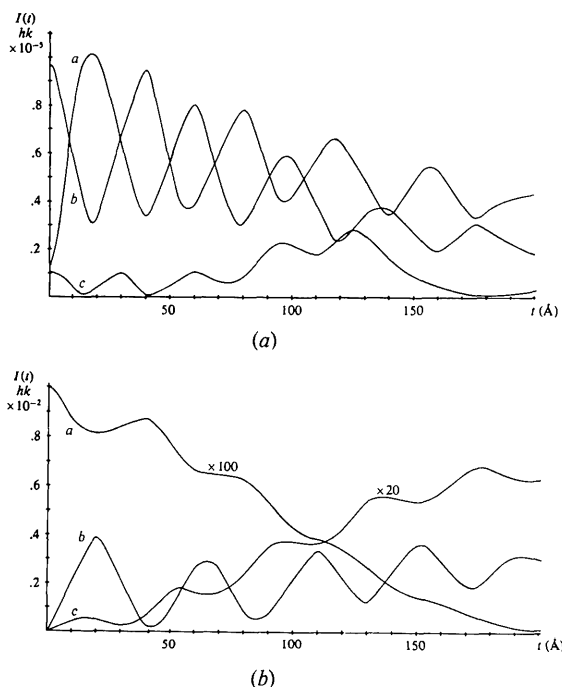 I(t)
hk
× 10⁻⁵
.8
.6
.4
.2
a
b
c
50
100
150
t (Å)
(a)
I(t)
hk
× 10⁻²
.8
.6
.4
.2
a
× 100
× 20
b
c
50
100
150
t (Å)
(b)